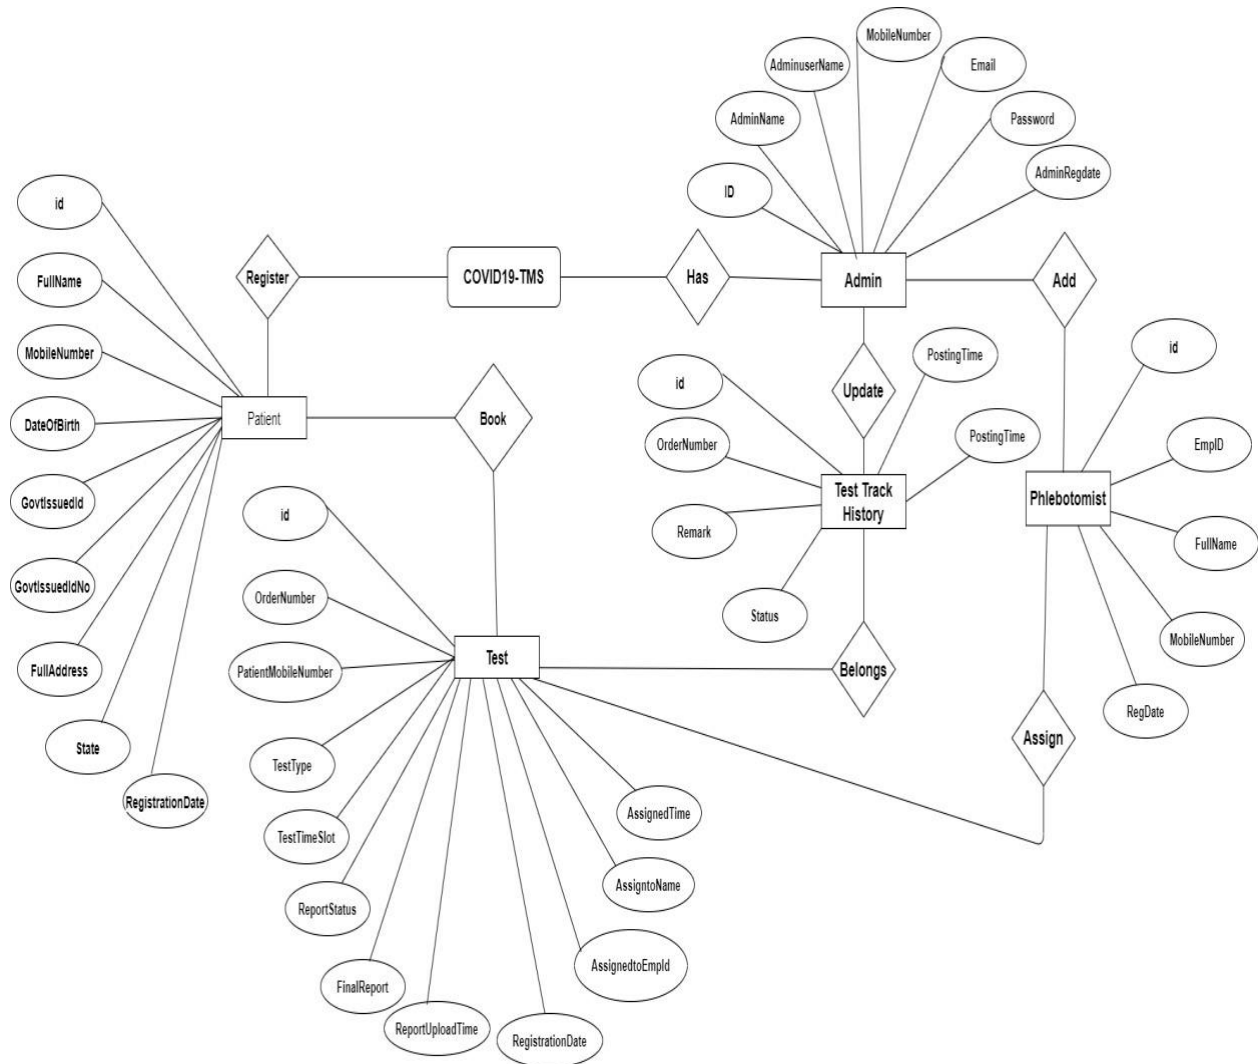 MobileNumber
AdminuserName
Email
AdminName
Password
AdminRegdate
ID
id
Register
COVID19-TMS
Has
Admin
Add
FullName
MobileNumber
DateOfBirth
GovtIssuedId
GovtIssuedIdNo
FullAddress
State
RegistrationDate
Patient
Book
Update
id
PostingTime
OrderNumber
PostingTime
Remark
Test Track
History
Status
id
EmpID
Phlebotomist
FullName
MobileNumber
RegDate
Belongs
Assign
id
OrderNumber
PatientMobileNumber
Test
TestType
TestTimeSlot
ReportStatus
FinalReport
ReportUploadTime
RegistrationDate
AssignedtoEmpId
AssigntoName
AssignedTime